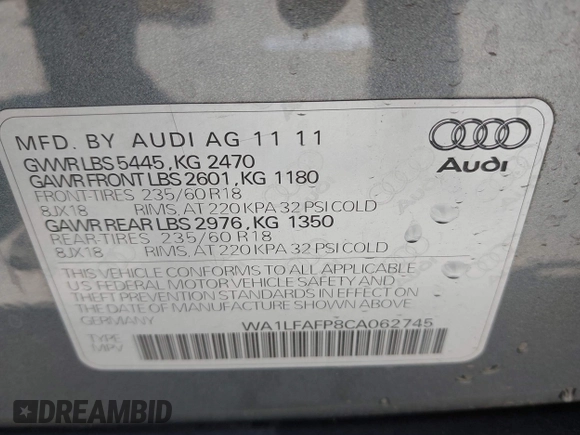 MFD. BY AUDI AG 11 11
GWWR LBS 5445, KG 2470
GAWR FRONT LBS 2601, KG 1180
FRONT-TIRES 235/60 R18
8JX18 RIMS, AT 220 KPA 32 PSI COLD
GAWR REAR LBS 2976, KG 1350
REAR-TIRES 235/60 R18
8JX18 RIMS, AT 220 KPA 32 PSI COLD
THIS VEHICLE CONFORMS TO ALL APPLICABLE
U.S FEDERAL MOTOR VEHICLE SAFETY AND
THEFT PREVENTION STANDARDS IN EFFECT ON
THE DATE OF MANUFACTURE SHOWN ABOVE.
GERMANY WA1LFAFP8CA062745
TYPE
MPV
Audi
DREAMBID